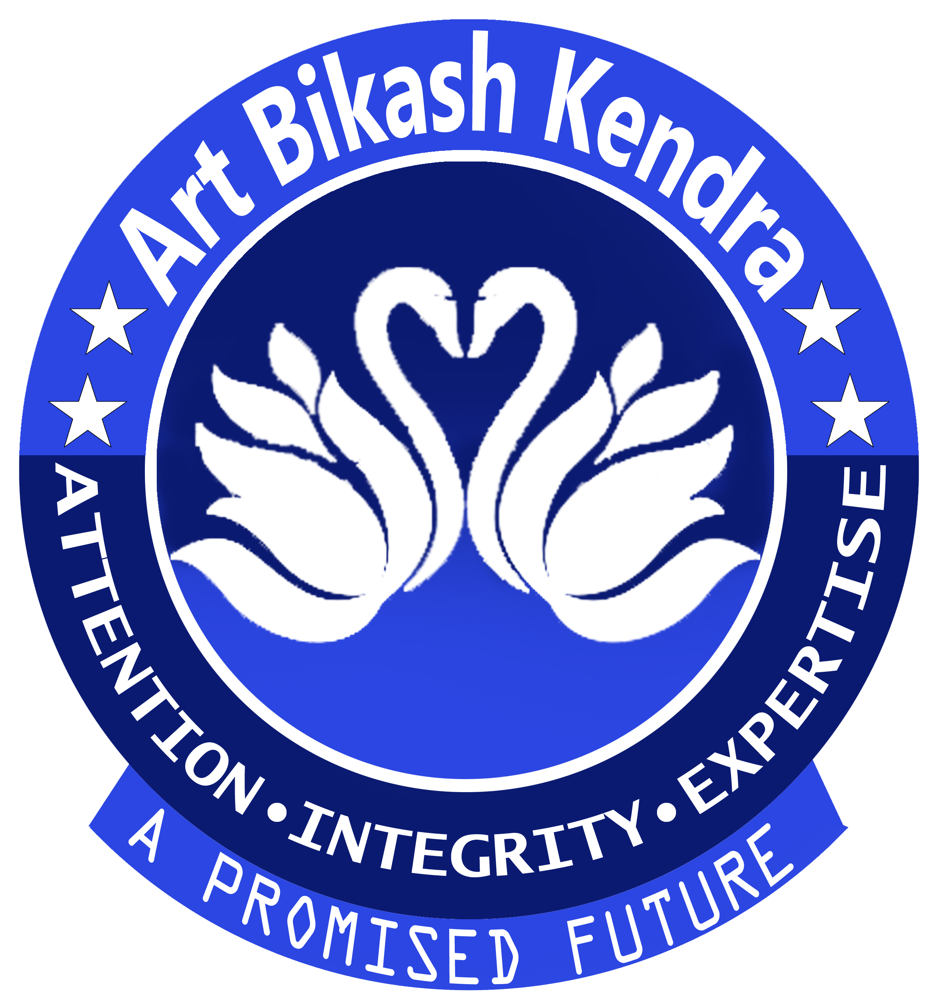 Art Bikash Kendra
ATTENTION • INTEGRITY • EXPERTISE
A PROMISED FUTURE